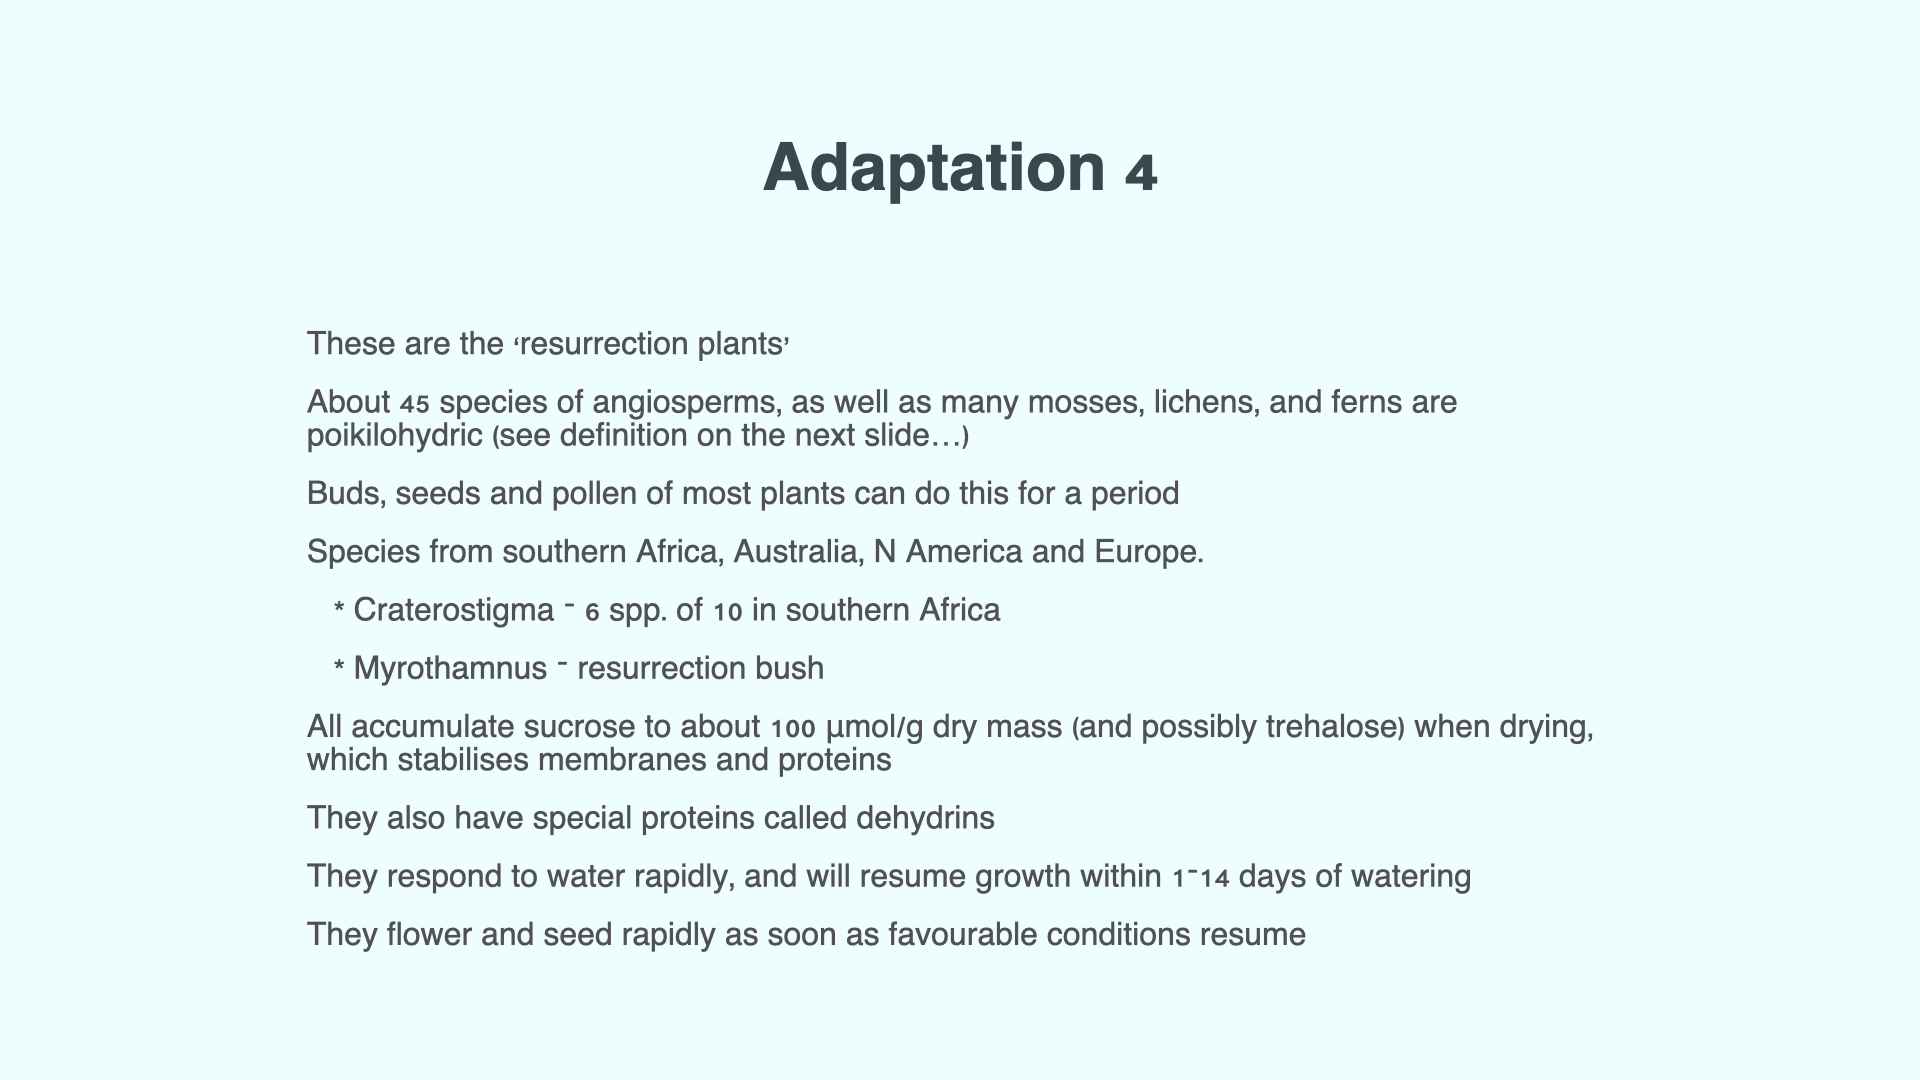 Adaptation 4
These are the ‘resurrection plants’
About 45 species of angiosperms, as well as many mosses, lichens, and ferns are
poikilohydric (see definition on the next slide…)
Buds, seeds and pollen of most plants can do this for a period
Species from southern Africa, Australia, N America and Europe.
* Craterostigma - 6 spp. of 10 in southern Africa
* Myrothamnus - resurrection bush
All accumulate sucrose to about 100 µmol/g dry mass (and possibly trehalose) when drying,
which stabilises membranes and proteins
They also have special proteins called dehydrins
They respond to water rapidly, and will resume growth within 1-14 days of watering
They flower and seed rapidly as soon as favourable conditions resume